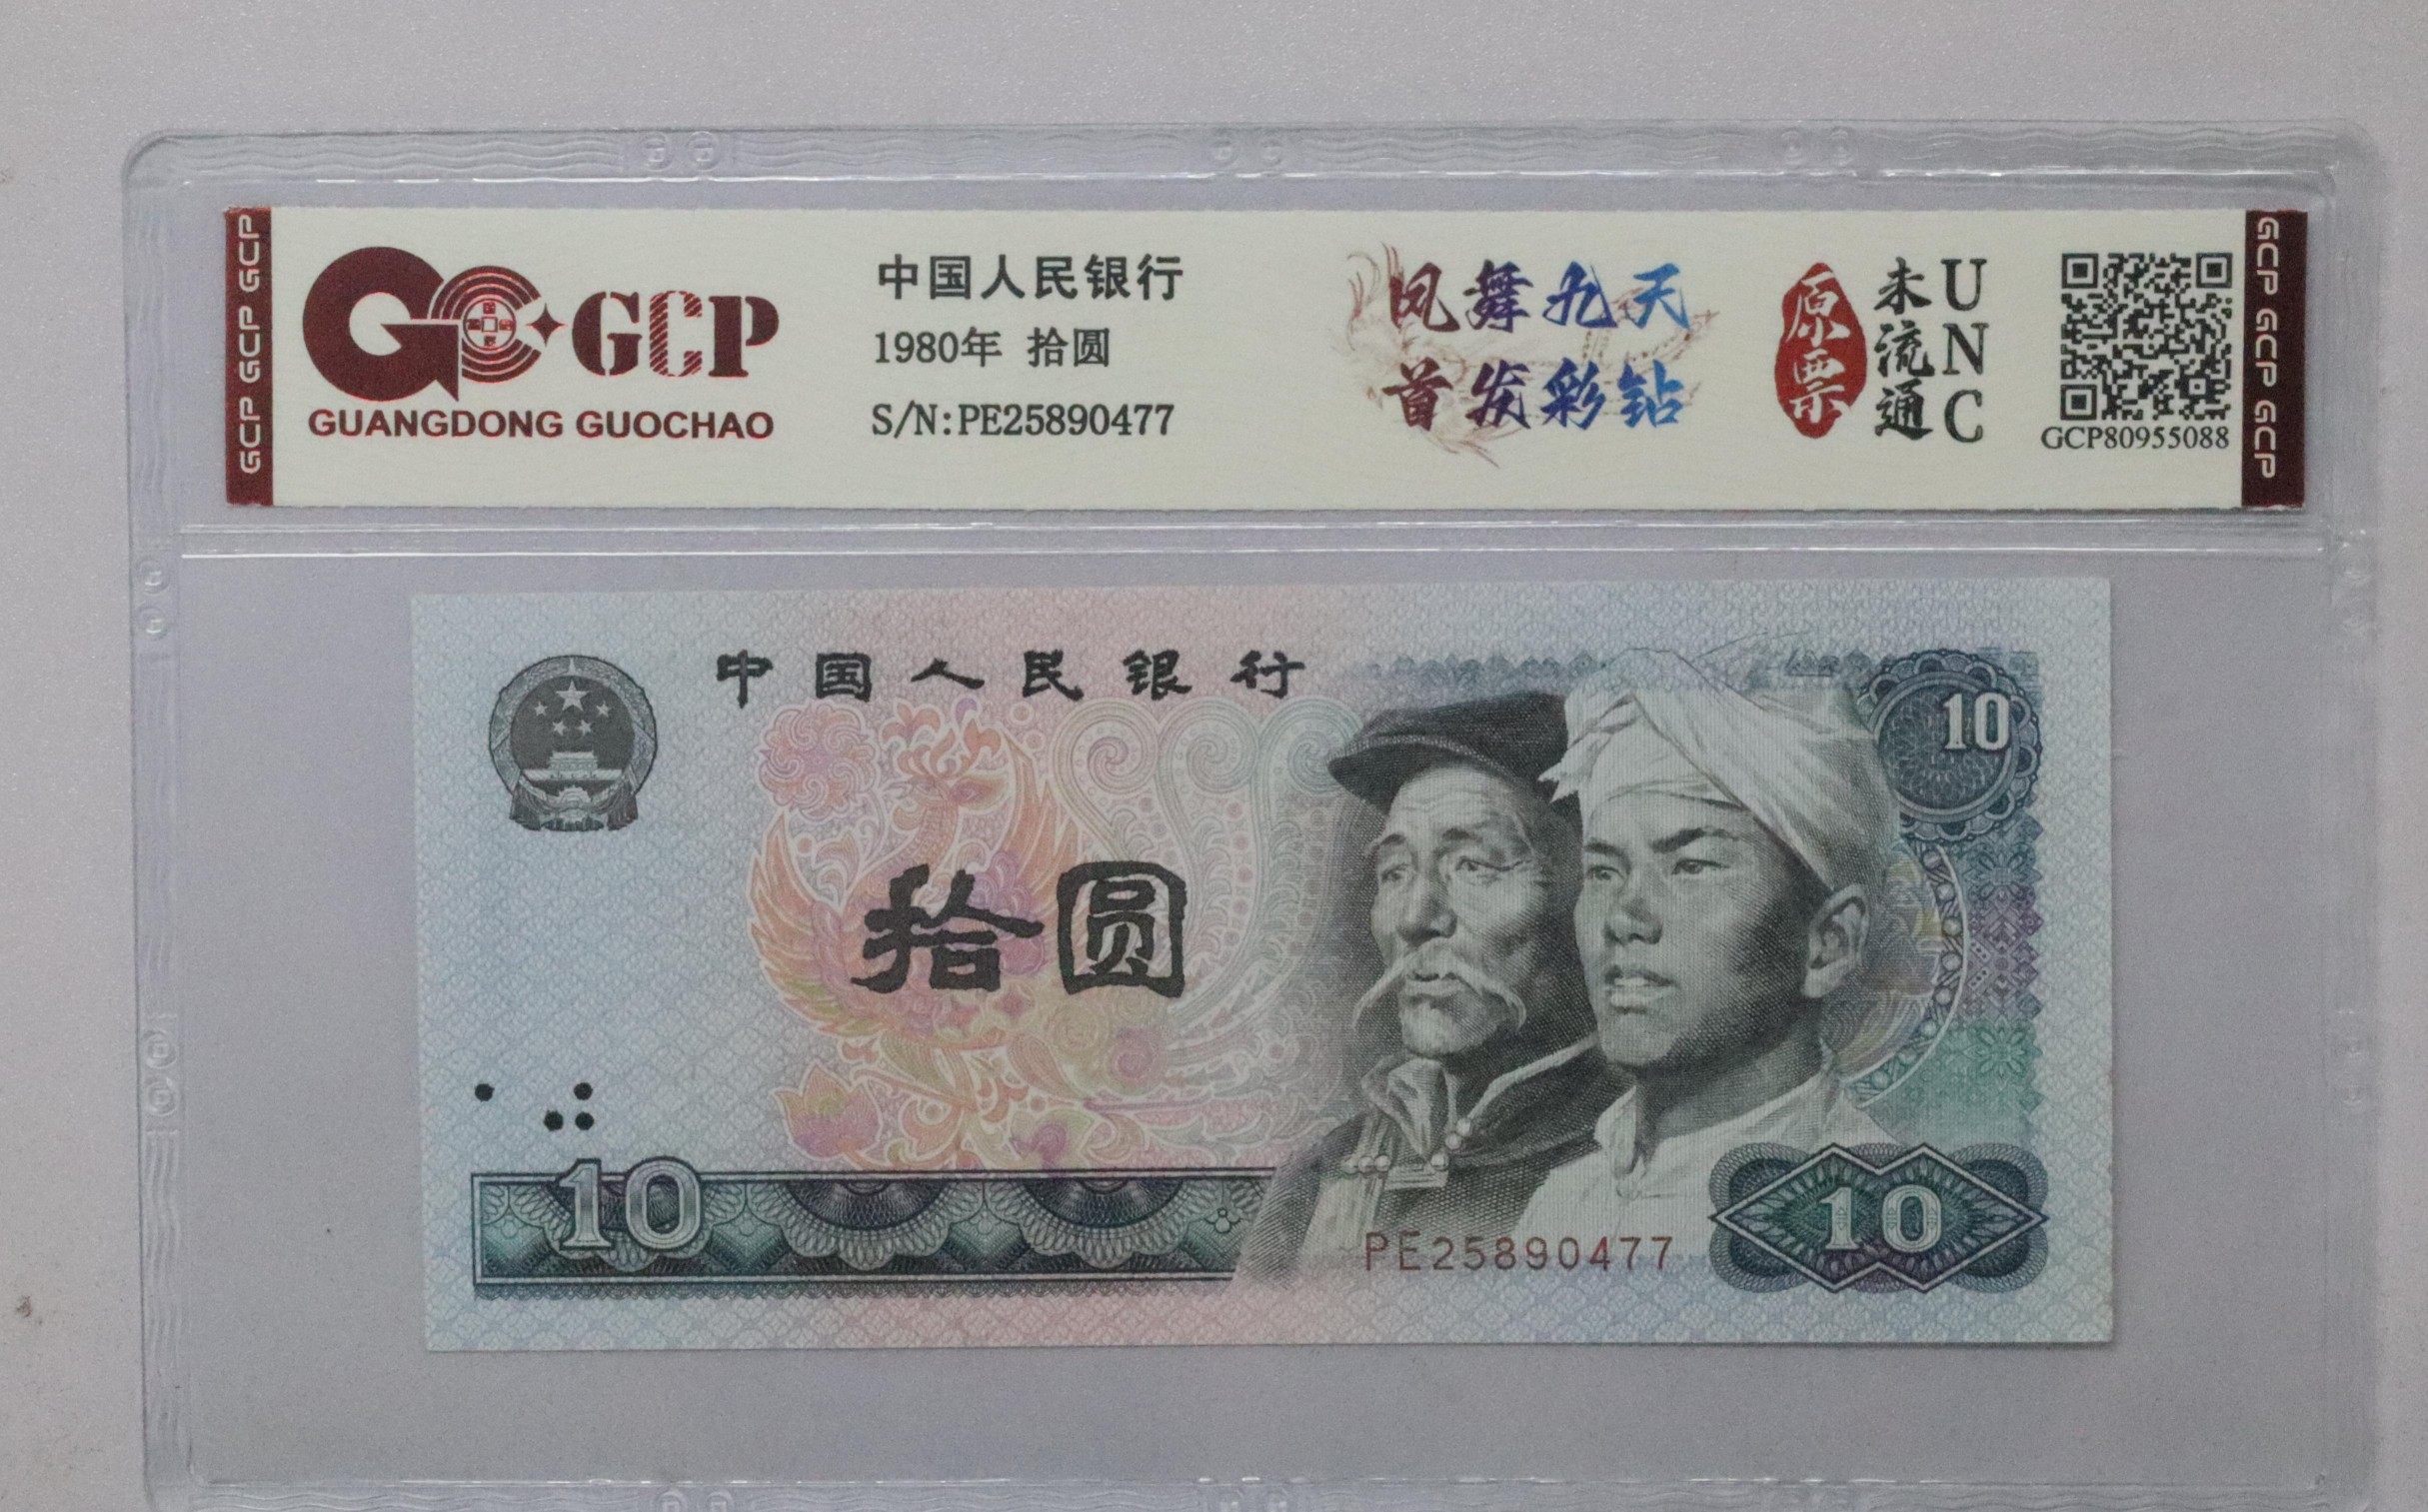 GCP GCP GCP
GCP
GUANGDONG GUOCHAO
中国人民银行
1980年 拾圆
S/N:PE25890477
凤舞九天
首发彩钻
原票
未流通
UNC
GCP80955088
GCP GCP GCP
中国人民银行
10
拾圆
10
PE25890477
10